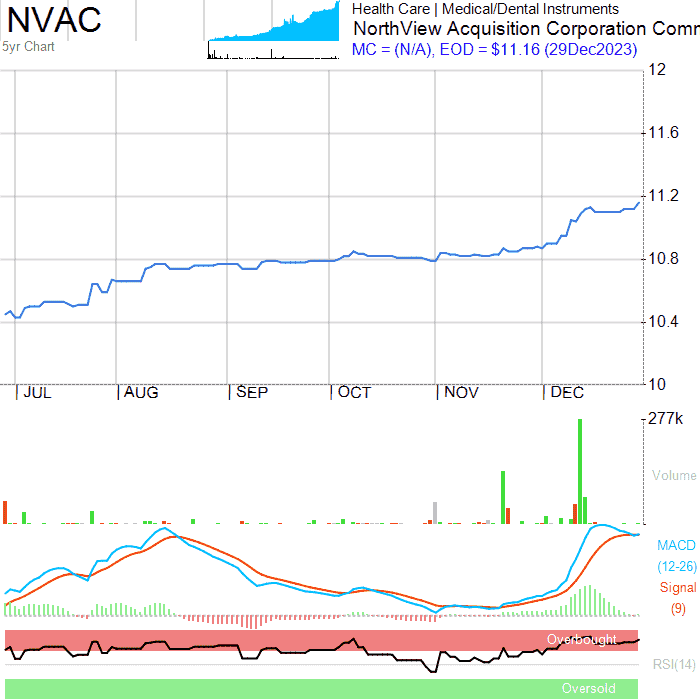 NVAC
5yr Chart
Health Care | Medical/Dental Instruments
NorthView Acquisition Corporation Comm
MC = (N/A), EOD = $11.16 (29Dec2023)
12
11.6
11.2
10.8
10.4
10
JUL AUG SEP OCT NOV DEC
277k
Volume
MACD
(12-26)
Signal
(9)
Overbought
RSI(14)
Oversold